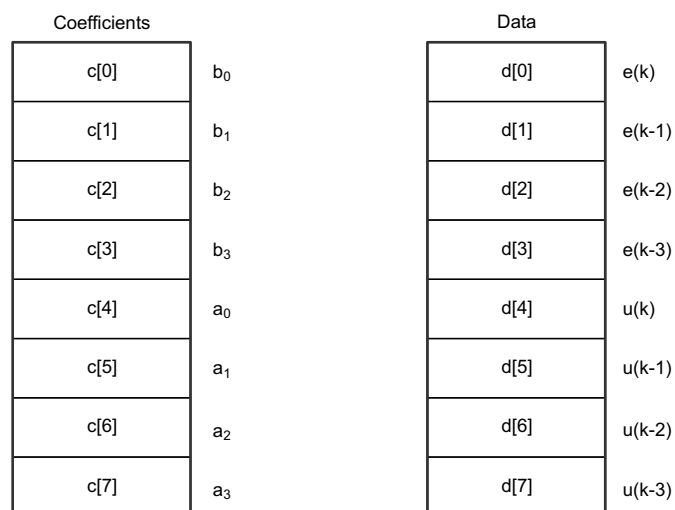 Coefficients Data
c[0] b₀ d[0] e(k)
c[1] b₁ d[1] e(k-1)
c[2] b₂ d[2] e(k-2)
c[3] b₃ d[3] e(k-3)
c[4] a₀ d[4] u(k)
c[5] a₁ d[5] u(k-1)
c[6] a₂ d[6] u(k-2)
c[7] a₃ d[7] u(k-3)